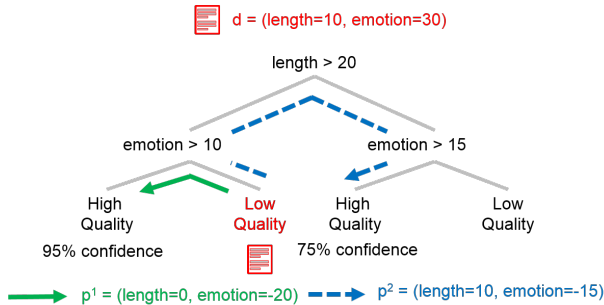 d = (length=10, emotion=30)
length > 20
emotion > 10
emotion > 15
High
Quality
Low
Quality
High
Quality
Low
Quality
95% confidence
75% confidence
p¹ = (length=0, emotion=-20)
p² = (length=10, emotion=-15)